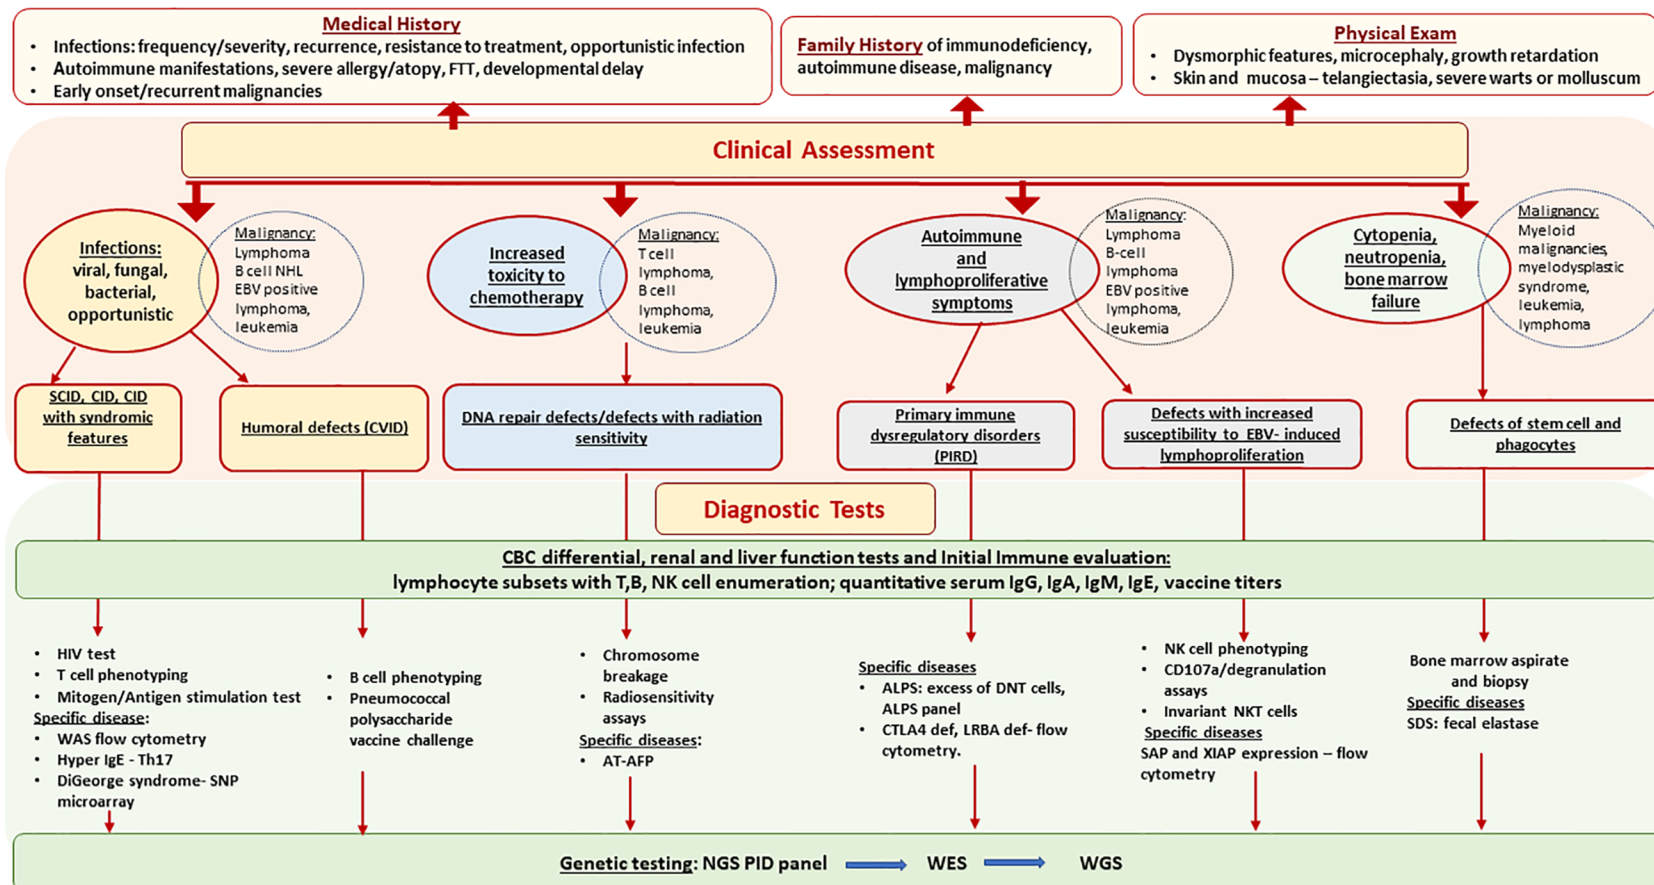 Medical History
• Infections: frequency/severity, recurrence, resistance to treatment, opportunistic infection
• Autoimmune manifestations, severe allergy/atopy, FTT, developmental delay
• Early onset/recurrent malignancies
Family History of immunodeficiency,
autoimmune disease, malignancy
Physical Exam
• Dysmorphic features, microcephaly, growth retardation
• Skin and mucosa – telangiectasia, severe warts or molluscum
Clinical Assessment
Infections:
viral, fungal,
bacterial,
opportunistic
Malignancy:
Lymphoma
B cell NHL
EBV positive
lymphoma,
leukemia
Increased
toxicity to
chemotherapy
Malignancy:
T cell
lymphoma,
B cell
lymphoma,
leukemia
Autoimmune
and
lymphoproliferative
symptoms
Malignancy:
Lymphoma
B-cell
lymphoma
EBV positive
lymphoma,
leukemia
Cytopenia,
neutropenia,
bone marrow
failure
Malignancy:
Myeloid
malignancies,
myelodysplastic
syndrome,
leukemia,
lymphoma
SCID, CID, CID
with syndromic
features
Humoral defects (CVID)
DNA repair defects/defects with radiation
sensitivity
Primary immune
dysregulatory disorders
(PIRD)
Defects with increased
susceptibility to EBV- induced
lymphoproliferation
Defects of stem cell and
phagocytes
Diagnostic Tests
CBC differential, renal and liver function tests and Initial Immune evaluation:
lymphocyte subsets with T,B, NK cell enumeration; quantitative serum IgG, IgA, IgM, IgE, vaccine titers
• HIV test
• T cell phenotyping
• Mitogen/Antigen stimulation test
Specific disease:
• WAS flow cytometry
• Hyper IgE - Th17
• DiGeorge syndrome- SNP
microarray
• B cell phenotyping
• Pneumococcal
polysaccharide
vaccine challenge
• Chromosome
breakage
• Radiosensitivity
assays
Specific diseases:
• AT-AFP
Specific diseases
• ALPS: excess of DNT cells,
ALPS panel
• CTLA4 def, LRBA def- flow
cytometry.
• NK cell phenotyping
• CD107a/degranulation
assays
• Invariant NKT cells
Specific diseases
SAP and XIAP expression – flow
cytometry
Bone marrow aspirate
and biopsy
Specific diseases
SDS: fecal elastase
Genetic testing: NGS PID panel WES WGS